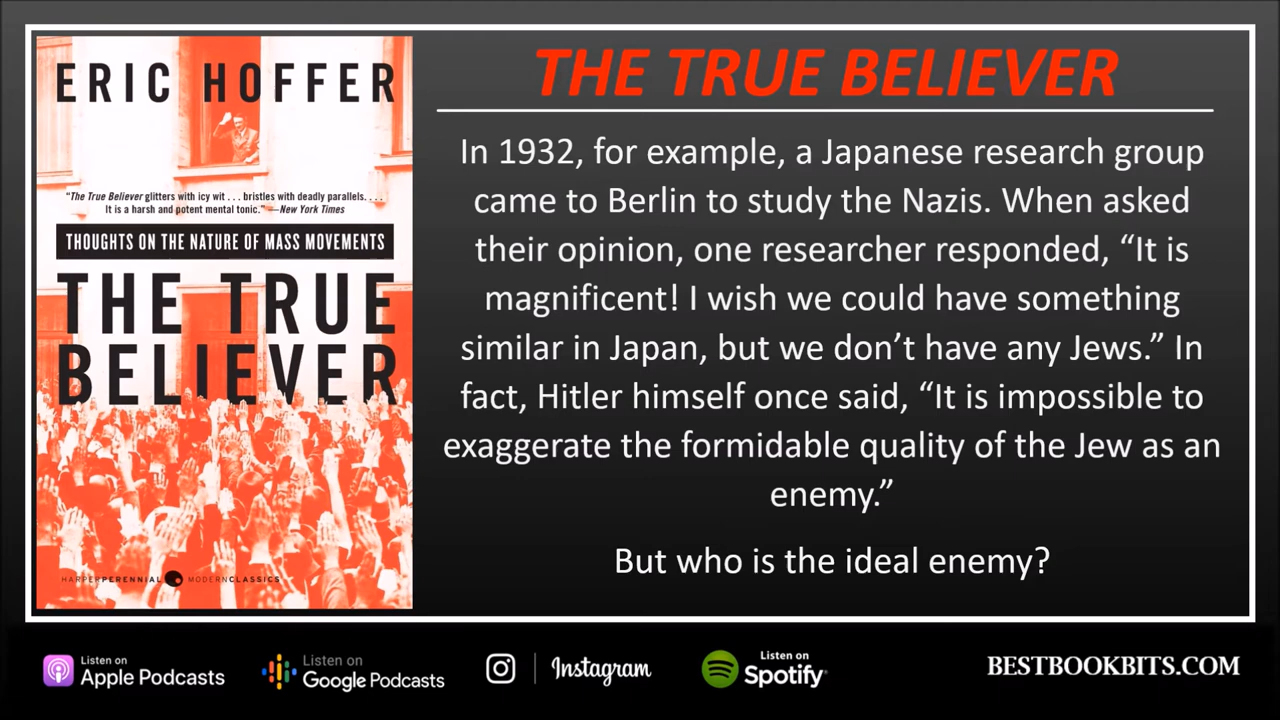 ERIC HOFFER
“The True Believer glitters with icy wit . . . bristles with deadly parallels. . . .
It is a harsh and potent mental tonic.” —New York Times
THOUGHTS ON THE NATURE OF MASS MOVEMENTS
THE TRUE
BELIEVER
HARPERPERENNIAL MODERNCLASSICS
THE TRUE BELIEVER
In 1932, for example, a Japanese research group
came to Berlin to study the Nazis. When asked
their opinion, one researcher responded, “It is
magnificent! I wish we could have something
similar in Japan, but we don’t have any Jews.” In
fact, Hitler himself once said, “It is impossible to
exaggerate the formidable quality of the Jew as an
enemy.”
But who is the ideal enemy?
Listen on
Apple Podcasts
Listen on
Google Podcasts
Instagram
Listen on
Spotify
BESTBOOKBITS.COM